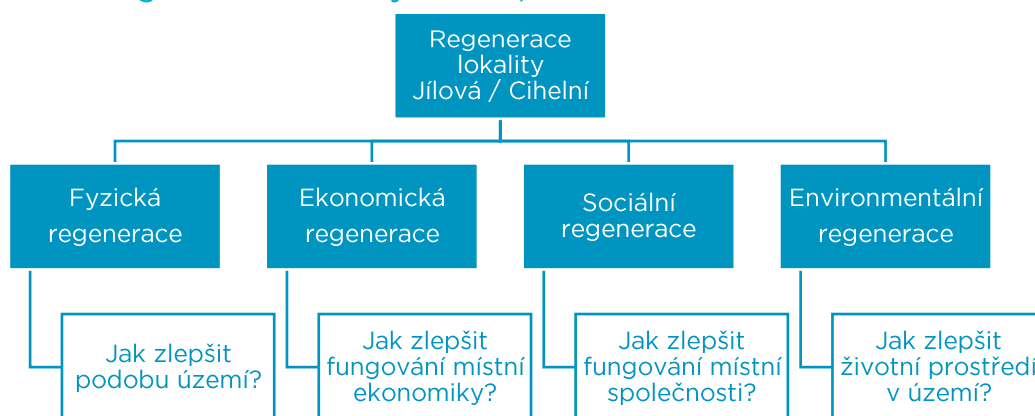 Regenerace
lokality
Jílová / Cihelní
Fyzická
regenerace
Ekonomická
regenerace
Sociální
regenerace
Environmentální
regenerace
Jak zlepšit
podobu území?
Jak zlepšit
fungování místní
ekonomiky?
Jak zlepšit
fungování místní
společnosti?
Jak zlepšit
životní prostředí
v území?